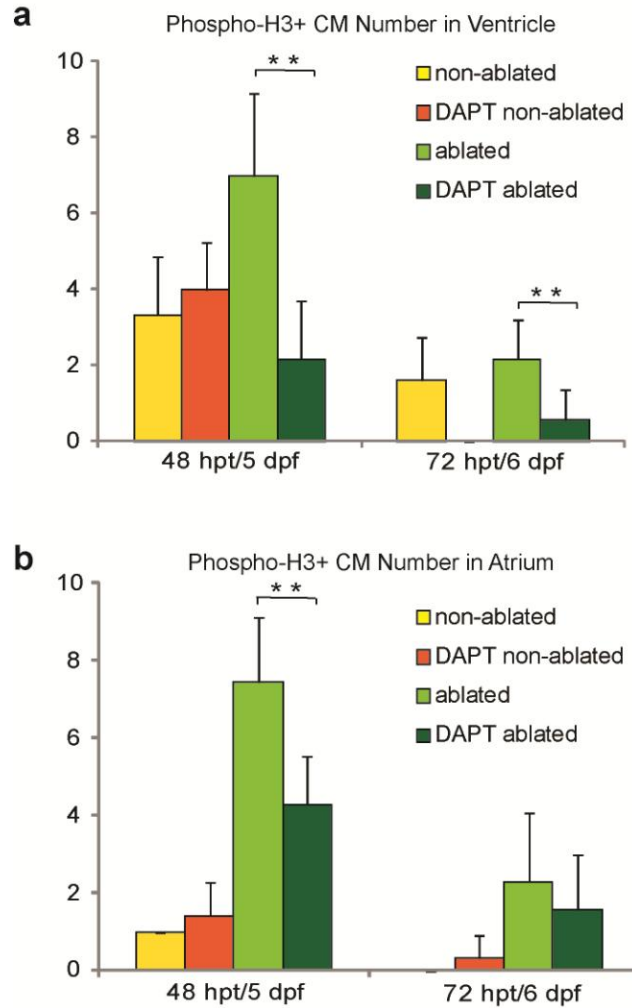 a
Phospho-H3+ CM Number in Ventricle
10
8
6
4
2
0
* *
* *
non-ablated
DAPT non-ablated
ablated
DAPT ablated
48 hpt/5 dpf
72 hpt/6 dpf
b
Phospho-H3+ CM Number in Atrium
10
8
6
4
2
0
* *
non-ablated
DAPT non-ablated
ablated
DAPT ablated
48 hpt/5 dpf
72 hpt/6 dpf